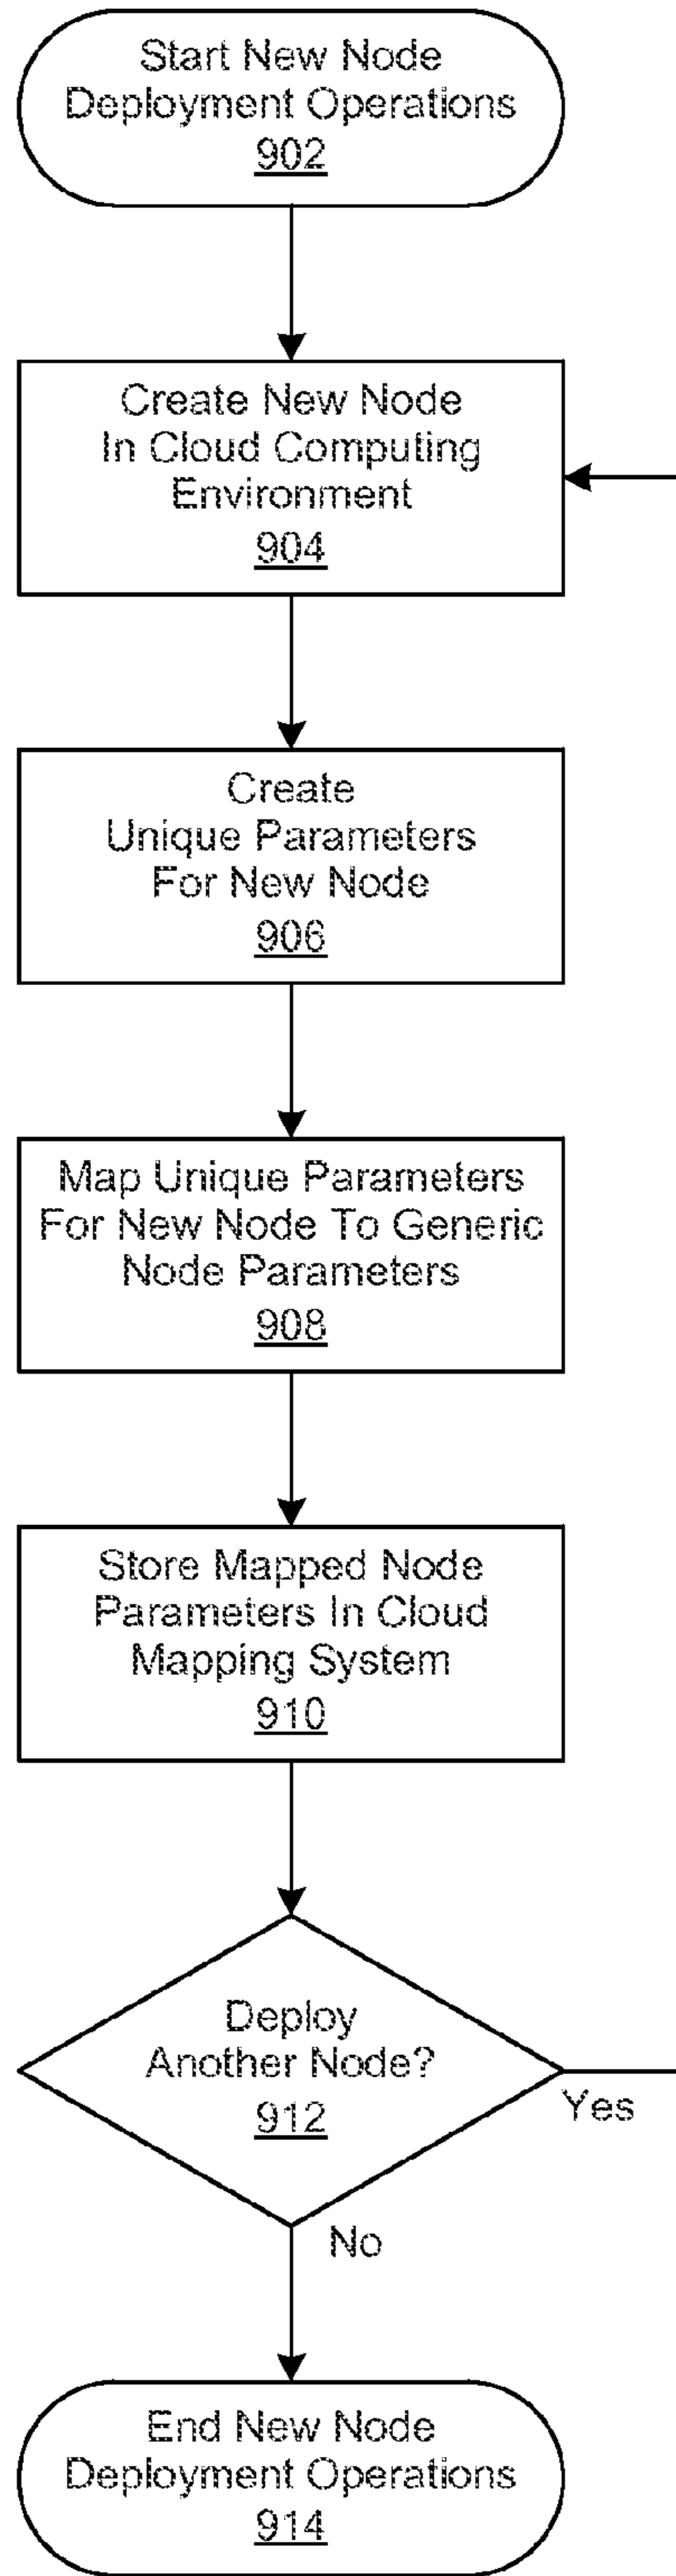 Start New Node
Deployment Operations
902
Create New Node
In Cloud Computing
Environment
904
Create
Unique Parameters
For New Node
906
Map Unique Parameters
For New Node To Generic
Node Parameters
908
Store Mapped Node
Parameters In Cloud
Mapping System
910
Deploy
Another Node?
912
Yes
No
End New Node
Deployment Operations
914